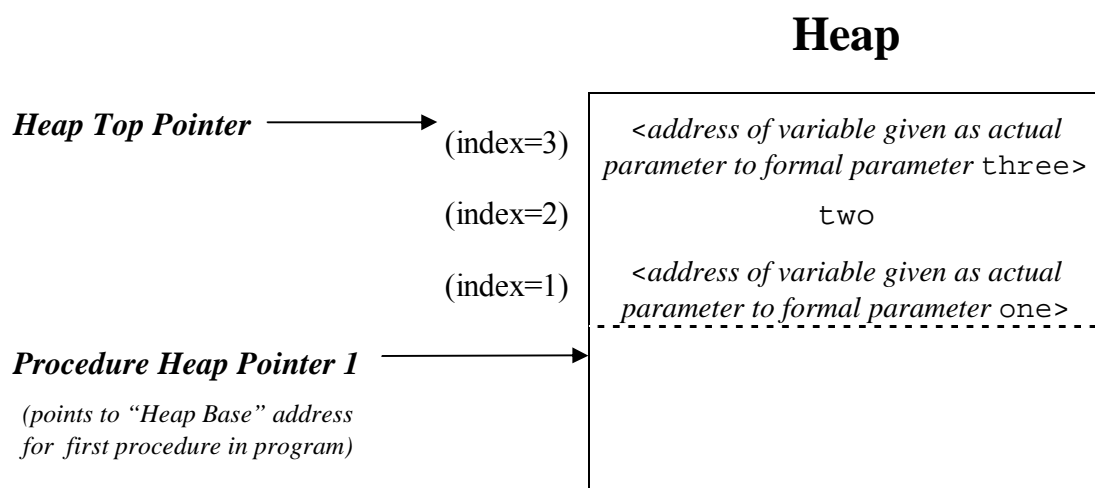 Heap
Heap Top Pointer
(index=3)
<address of variable given as actual
parameter to formal parameter three>
(index=2)
two
(index=1)
<address of variable given as actual
parameter to formal parameter one>
Procedure Heap Pointer 1
(points to “Heap Base” address
for first procedure in program)